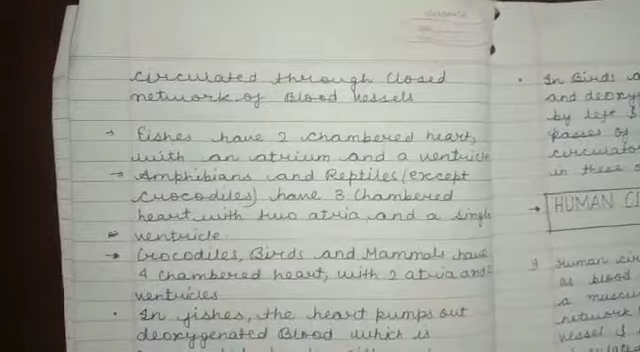 circulated through closed
network of Blood vessels
→ Fishes have 2 chambered heart,
with an atrium and a ventricle
→ Amphibians and Reptiles (except
crocodiles) have 3 chambered
heart with two atria and a single
ventricle.
→ Crocodiles, Birds and Mammals have
4 chambered heart, with 2 atria and
ventricles
• In fishes, the heart pumps out
deoxygenated Blood which is
• In Birds
and deoxy
by left
passes
circulator
in these
→ HUMAN CI
Human cir
as blood
a muscu
network
vessel &